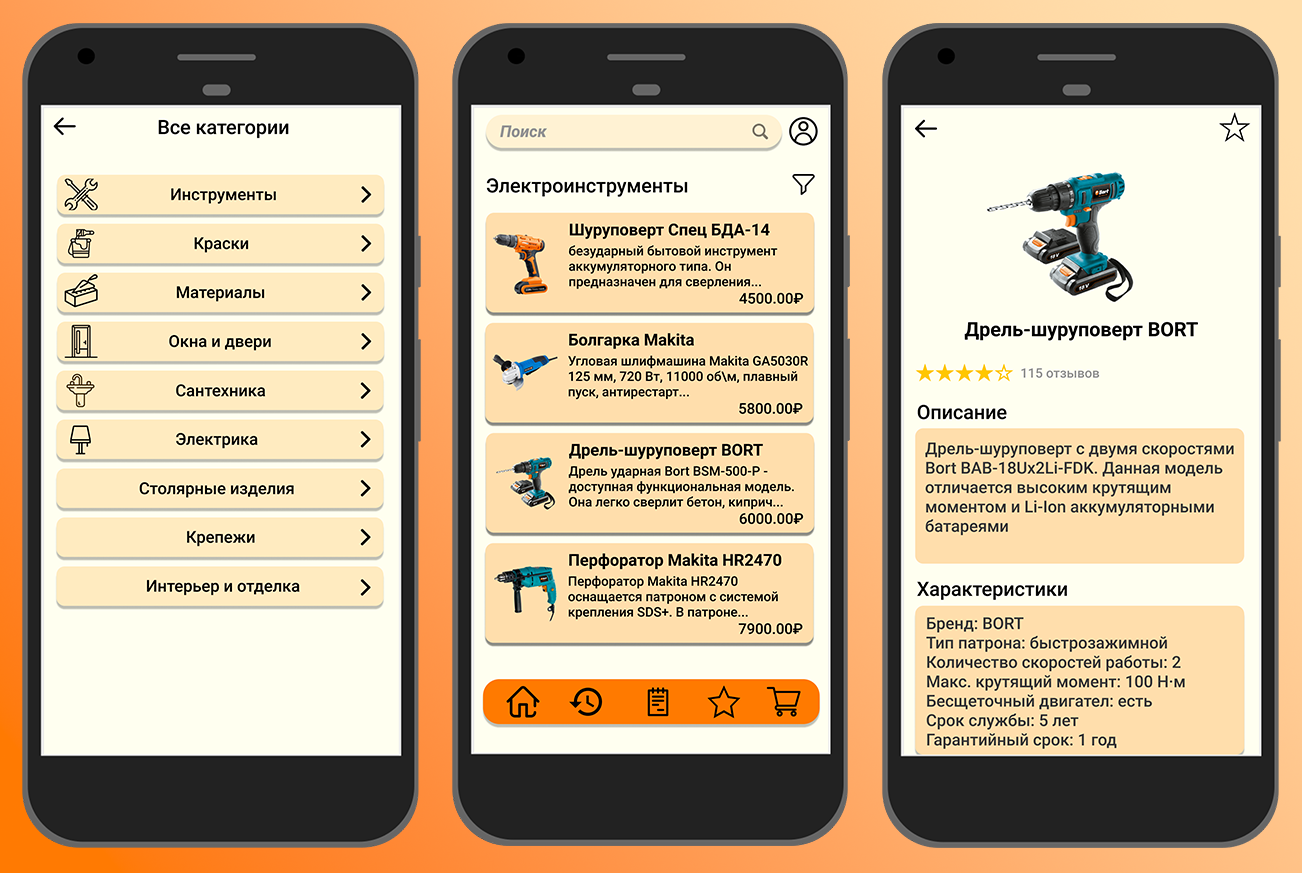 Все категории
Инструменты
Краски
Материалы
Окна и двери
Сантехника
Электрика
Столярные изделия
Крепежи
Интерьер и отделка
Поиск
Электроинструменты
Шуруповерт Спец БДА-14
безударный бытовой инструмент
аккумуляторного типа. Он
предназначен для сверления...
4500.00₽
Болгарка Makita
Угловая шлифмашина Makita GA5030R
125 мм, 720 Вт, 11000 об\м, плавный
пуск, антирестарт...
5800.00₽
Дрель-шуруповерт BORT
Дрель ударная Bort BSM-500-P -
доступная функциональная модель.
Она легко сверлит бетон, киприч...
6000.00₽
Перфоратор Makita HR2470
Перфоратор Makita HR2470
оснащается патроном с системой
крепления SDS+. В патроне...
7900.00₽
Bort
18 V
18 V
Дрель-шуруповерт BORT
115 отзывов
Описание
Дрель-шуруповерт с двумя скоростями
Bort BAB-18Ux2Li-FDK. Данная модель
отличается высоким крутящим
моментом и Li-Ion аккумуляторными
батареями
Характеристики
Бренд: BORT
Тип патрона: быстрозажимной
Количество скоростей работы: 2
Макс. крутящий момент: 100 Н·м
Бесщеточный двигател: есть
Срок службы: 5 лет
Гарантийный срок: 1 год